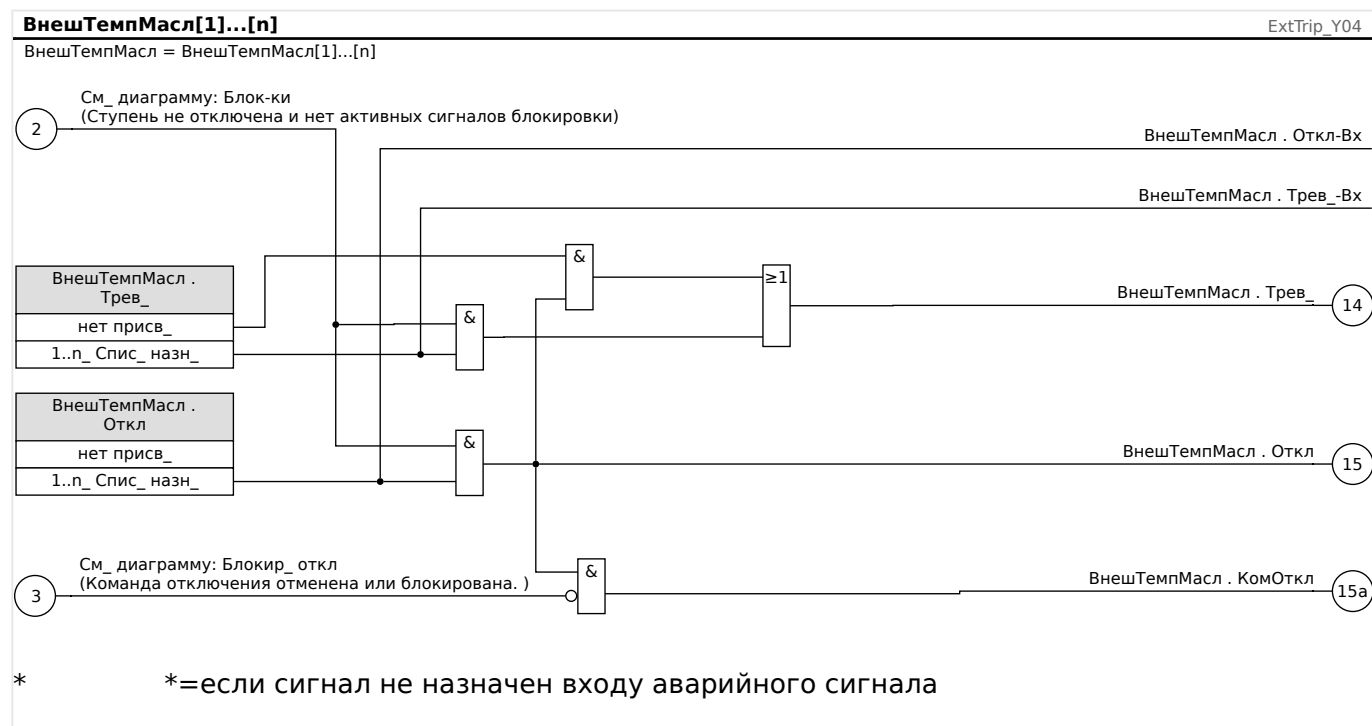 ВнешТемпМасл[1]...[n]
ExtTrip_Y04
ВнешТемпМасл = ВнешТемпМасл[1]...[n]
См_ диаграмму: Блок-ки
(Ступень не отключена и нет активных сигналов блокировки)
2
ВнешТемпМасл . Откл-Вх
ВнешТемпМасл . Трев_-Вх
&
ВнешТемпМасл .
Трев_
нет присв_
1..n_ Спис_ назн_
&
≥1
ВнешТемпМасл . Трев_
14
ВнешТемпМасл .
Откл
нет присв_
1..n_ Спис_ назн_
&
ВнешТемпМасл . Откл
15
См_ диаграмму: Блокир_ откл
(Команда отключения отменена или блокирована. )
3
&
ВнешТемпМасл . КомОткл
15a
* *=если сигнал не назначен входу аварийного сигнала